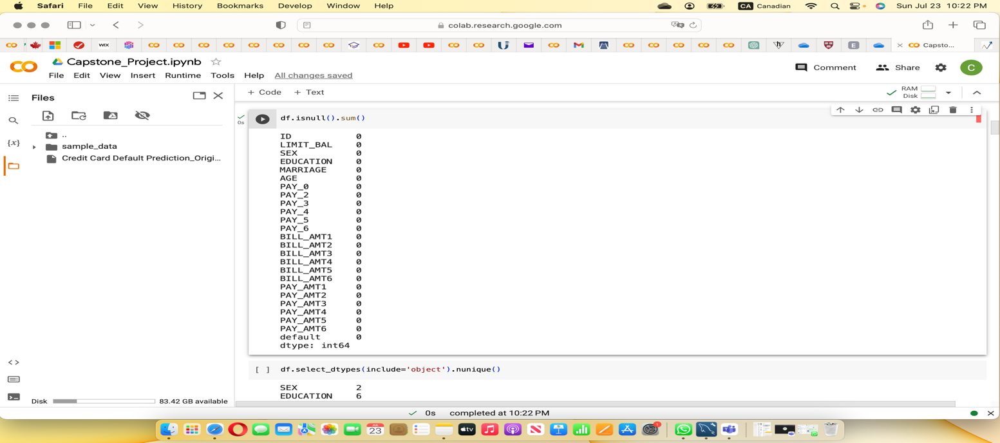 Safari File Edit View History Bookmarks Develop Window Help CA Canadian Sun Jul 23 10:22 PM
colab.research.google.com
WIX E Capsto...
Capstone_Project.ipynb
File Edit View Insert Runtime Tools Help All changes saved
Comment Share C
Files
+ Code + Text
RAM
Disk
{x}
..
sample_data
Credit Card Default Prediction_Origi...
0s
df.isnull().sum()
ID 0
LIMIT_BAL 0
SEX 0
EDUCATION 0
MARRIAGE 0
AGE 0
PAY_0 0
PAY_2 0
PAY_3 0
PAY_4 0
PAY_5 0
PAY_6 0
BILL_AMT1 0
BILL_AMT2 0
BILL_AMT3 0
BILL_AMT4 0
BILL_AMT5 0
BILL_AMT6 0
PAY_AMT1 0
PAY_AMT2 0
PAY_AMT3 0
PAY_AMT4 0
PAY_AMT5 0
PAY_AMT6 0
default 0
dtype: int64
[ ] df.select_dtypes(include='object').nunique()
SEX 2
EDUCATION 6
Disk 83.42 GB available
0s completed at 10:22 PM
23
tv